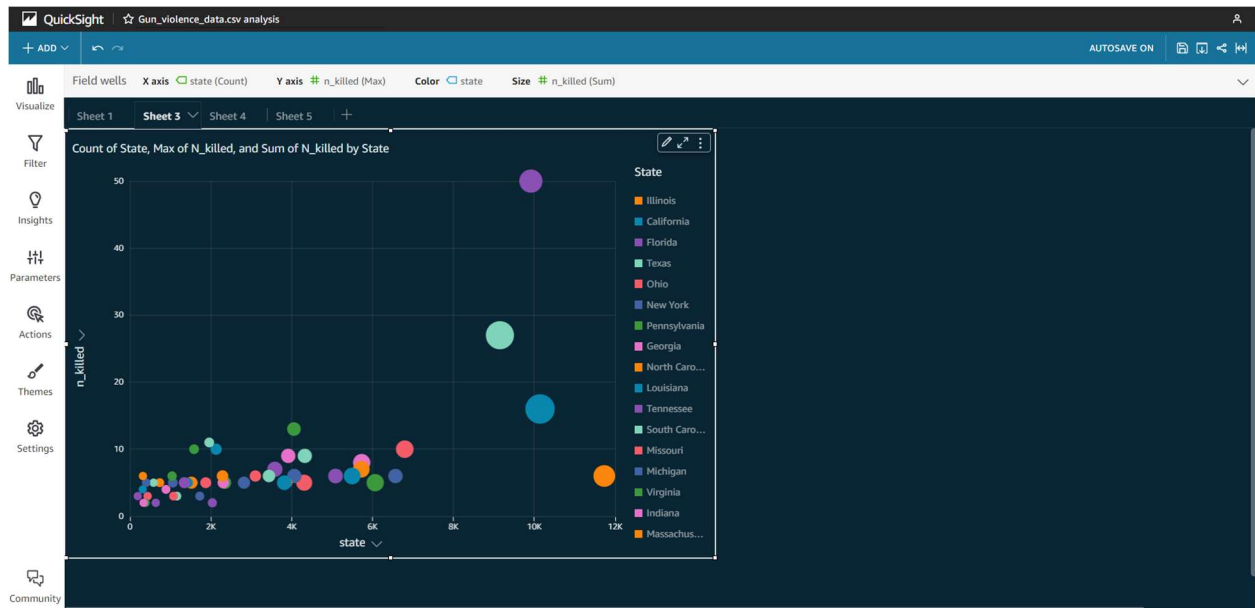 QuickSight ☆ Gun_violence_data.csv analysis
+ ADD
AUTOSAVE ON
Visualize
Filter
Insights
Parameters
Actions
Themes
Settings
Community
Field wells X axis state (Count) Y axis # n_killed (Max) Color state Size # n_killed (Sum)
Sheet 1 Sheet 3 Sheet 4 Sheet 5 +
Count of State, Max of N_killed, and Sum of N_killed by State
n_killed
50
40
30
20
10
0
0 2K 4K 6K 8K 10K 12K
state
State
Illinois
California
Florida
Texas
Ohio
New York
Pennsylvania
Georgia
North Caro...
Louisiana
Tennessee
South Caro...
Missouri
Michigan
Virginia
Indiana
Massachus...